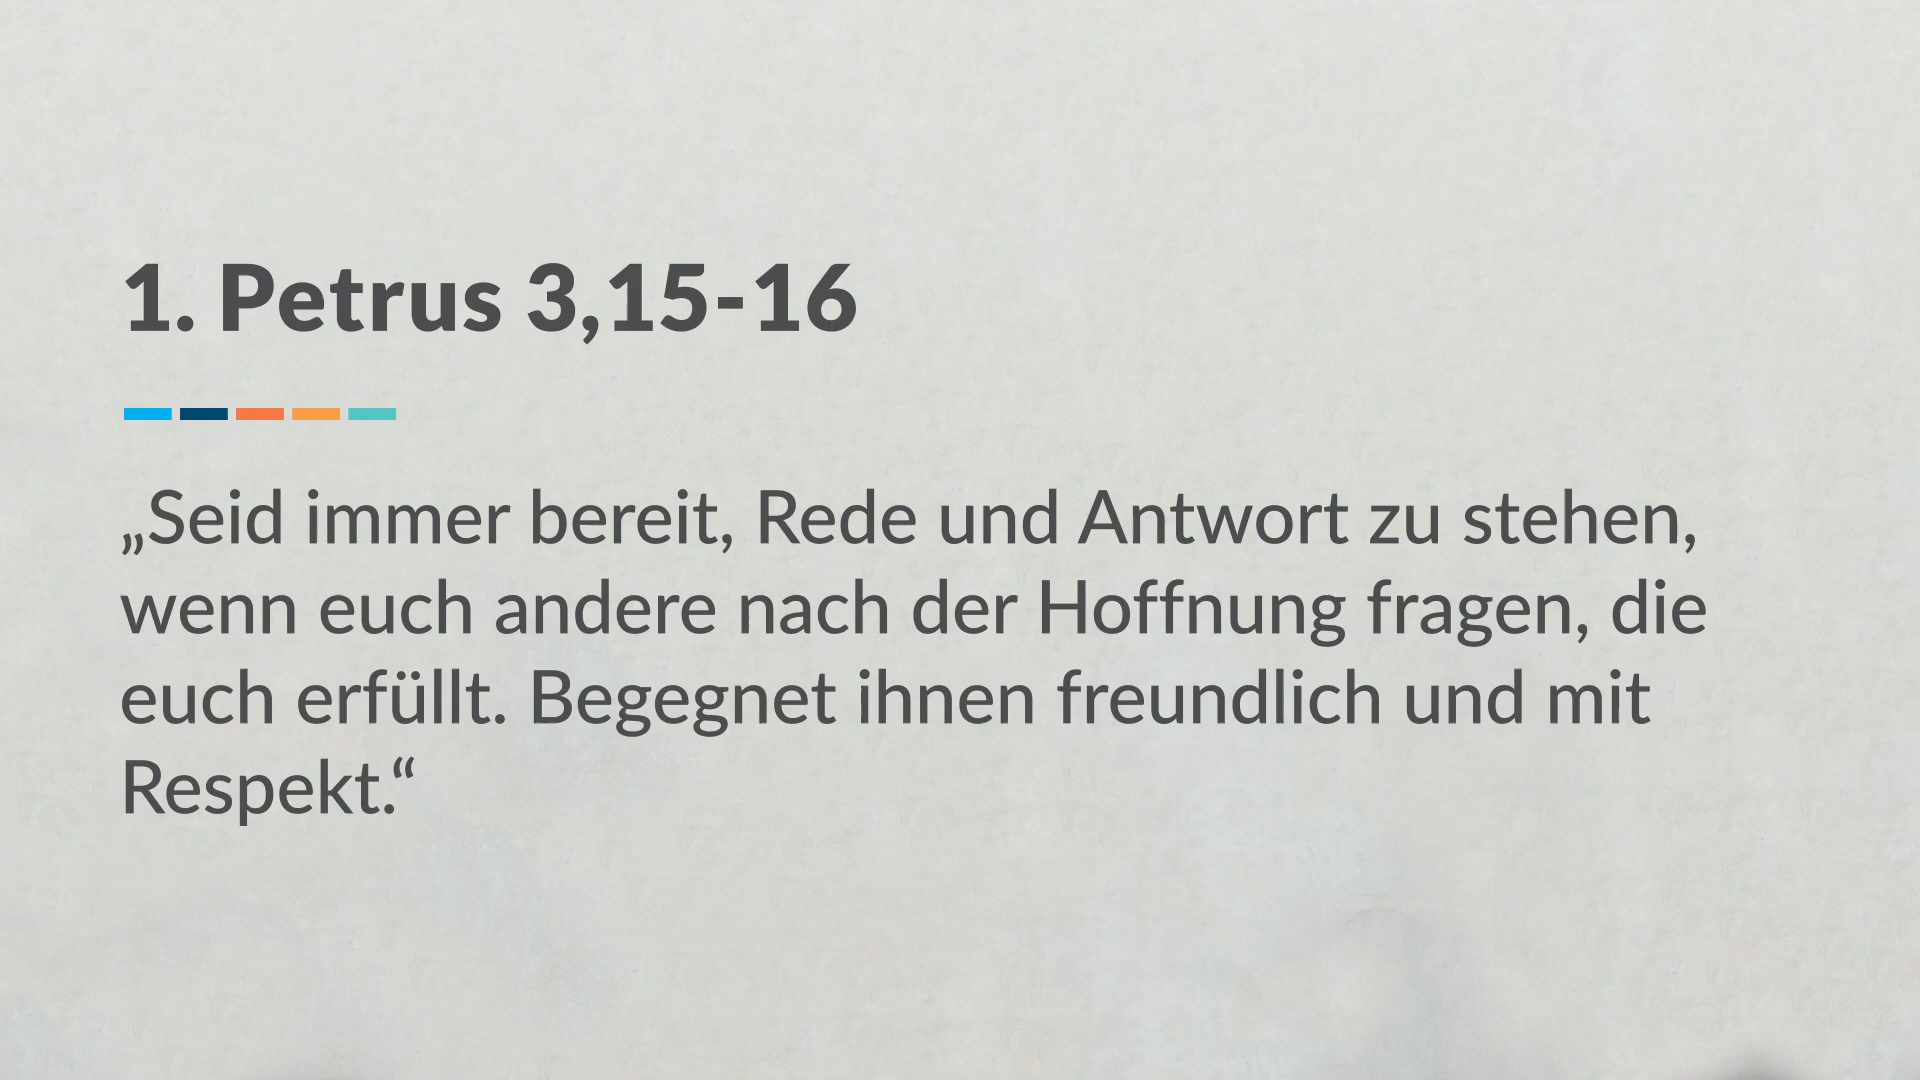 1. Petrus 3,15-16
„Seid immer bereit, Rede und Antwort zu stehen,
wenn euch andere nach der Hoffnung fragen, die
euch erfüllt. Begegnet ihnen freundlich und mit
Respekt.“